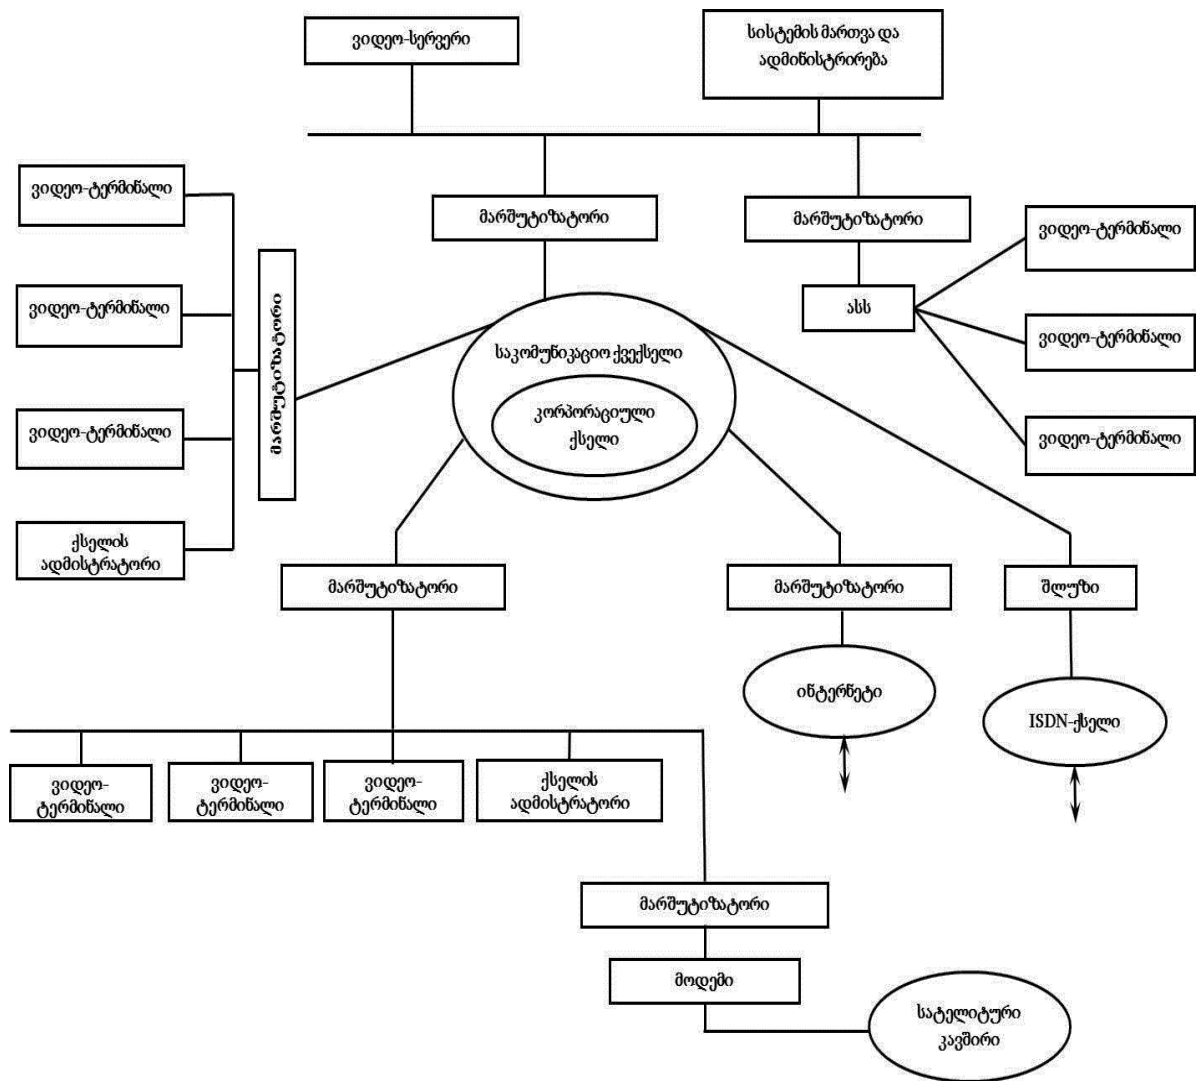 ვიდეო-სერვერი
სისტემის მართვა და
ადმინისტრირება
ვიდეო-ტერმინალი
მარშუტიზატორი
მარშუტიზატორი
ვიდეო-ტერმინალი
ვიდეო-ტერმინალი
მარშუტიზატორი
ასს
ვიდეო-ტერმინალი
საკომუნიკაციო ქვექსელი
კორპორაციული
ქსელი
ვიდეო-ტერმინალი
ვიდეო-ტერმინალი
ქსელის
ადმისტრატორი
მარშუტიზატორი
მარშუტიზატორი
შლუზი
ინტერნეტი
ISDN-ქსელი
ვიდეო-
ტერმინალი
ვიდეო-
ტერმინალი
ვიდეო-
ტერმინალი
ქსელის
ადმისტრატორი
მარშუტიზატორი
მოდემი
სატელიტური
კავშირი